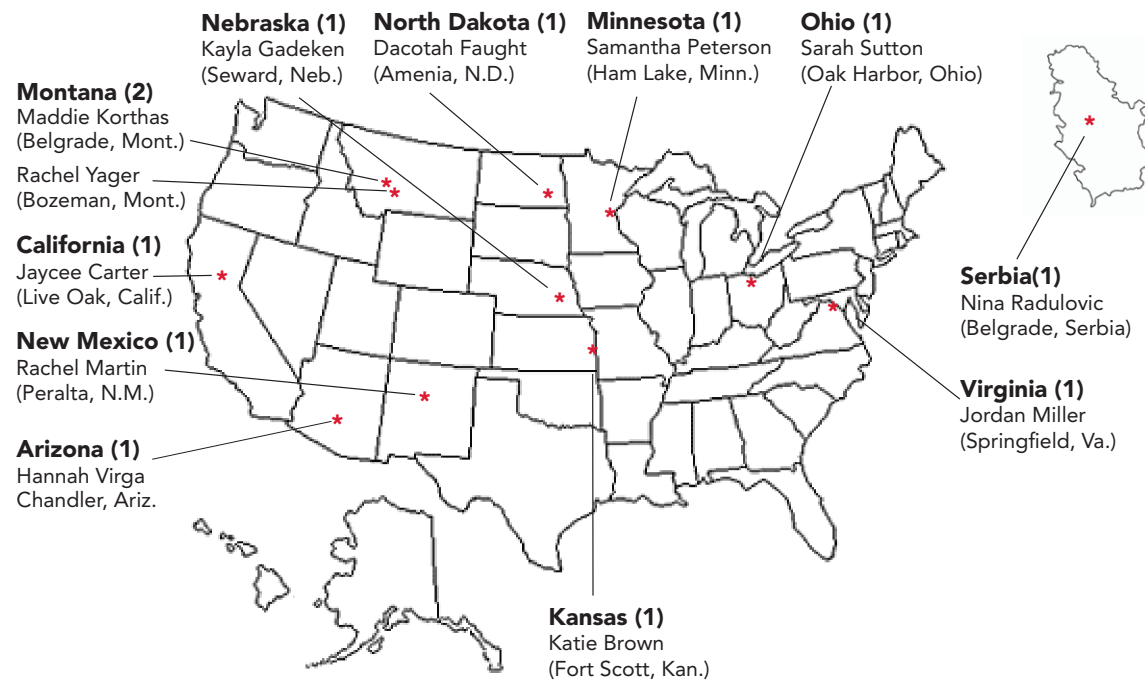 Nebraska (1)
Kayla Gadeken
(Seward, Neb.)
North Dakota (1)
Dacotah Faught
(Amenia, N.D.)
Minnesota (1)
Samantha Peterson
(Ham Lake, Minn.)
Ohio (1)
Sarah Sutton
(Oak Harbor, Ohio)
Montana (2)
Maddie Korthas
(Belgrade, Mont.)
Rachel Yager
(Bozeman, Mont.)
California (1)
Jaycee Carter
(Live Oak, Calif.)
New Mexico (1)
Rachel Martin
(Peralta, N.M.)
Arizona (1)
Hannah Virga
Chandler, Ariz.
Serbia(1)
Nina Radulovic
(Belgrade, Serbia)
Virginia (1)
Jordan Miller
(Springfield, Va.)
Kansas (1)
Katie Brown
(Fort Scott, Kan.)